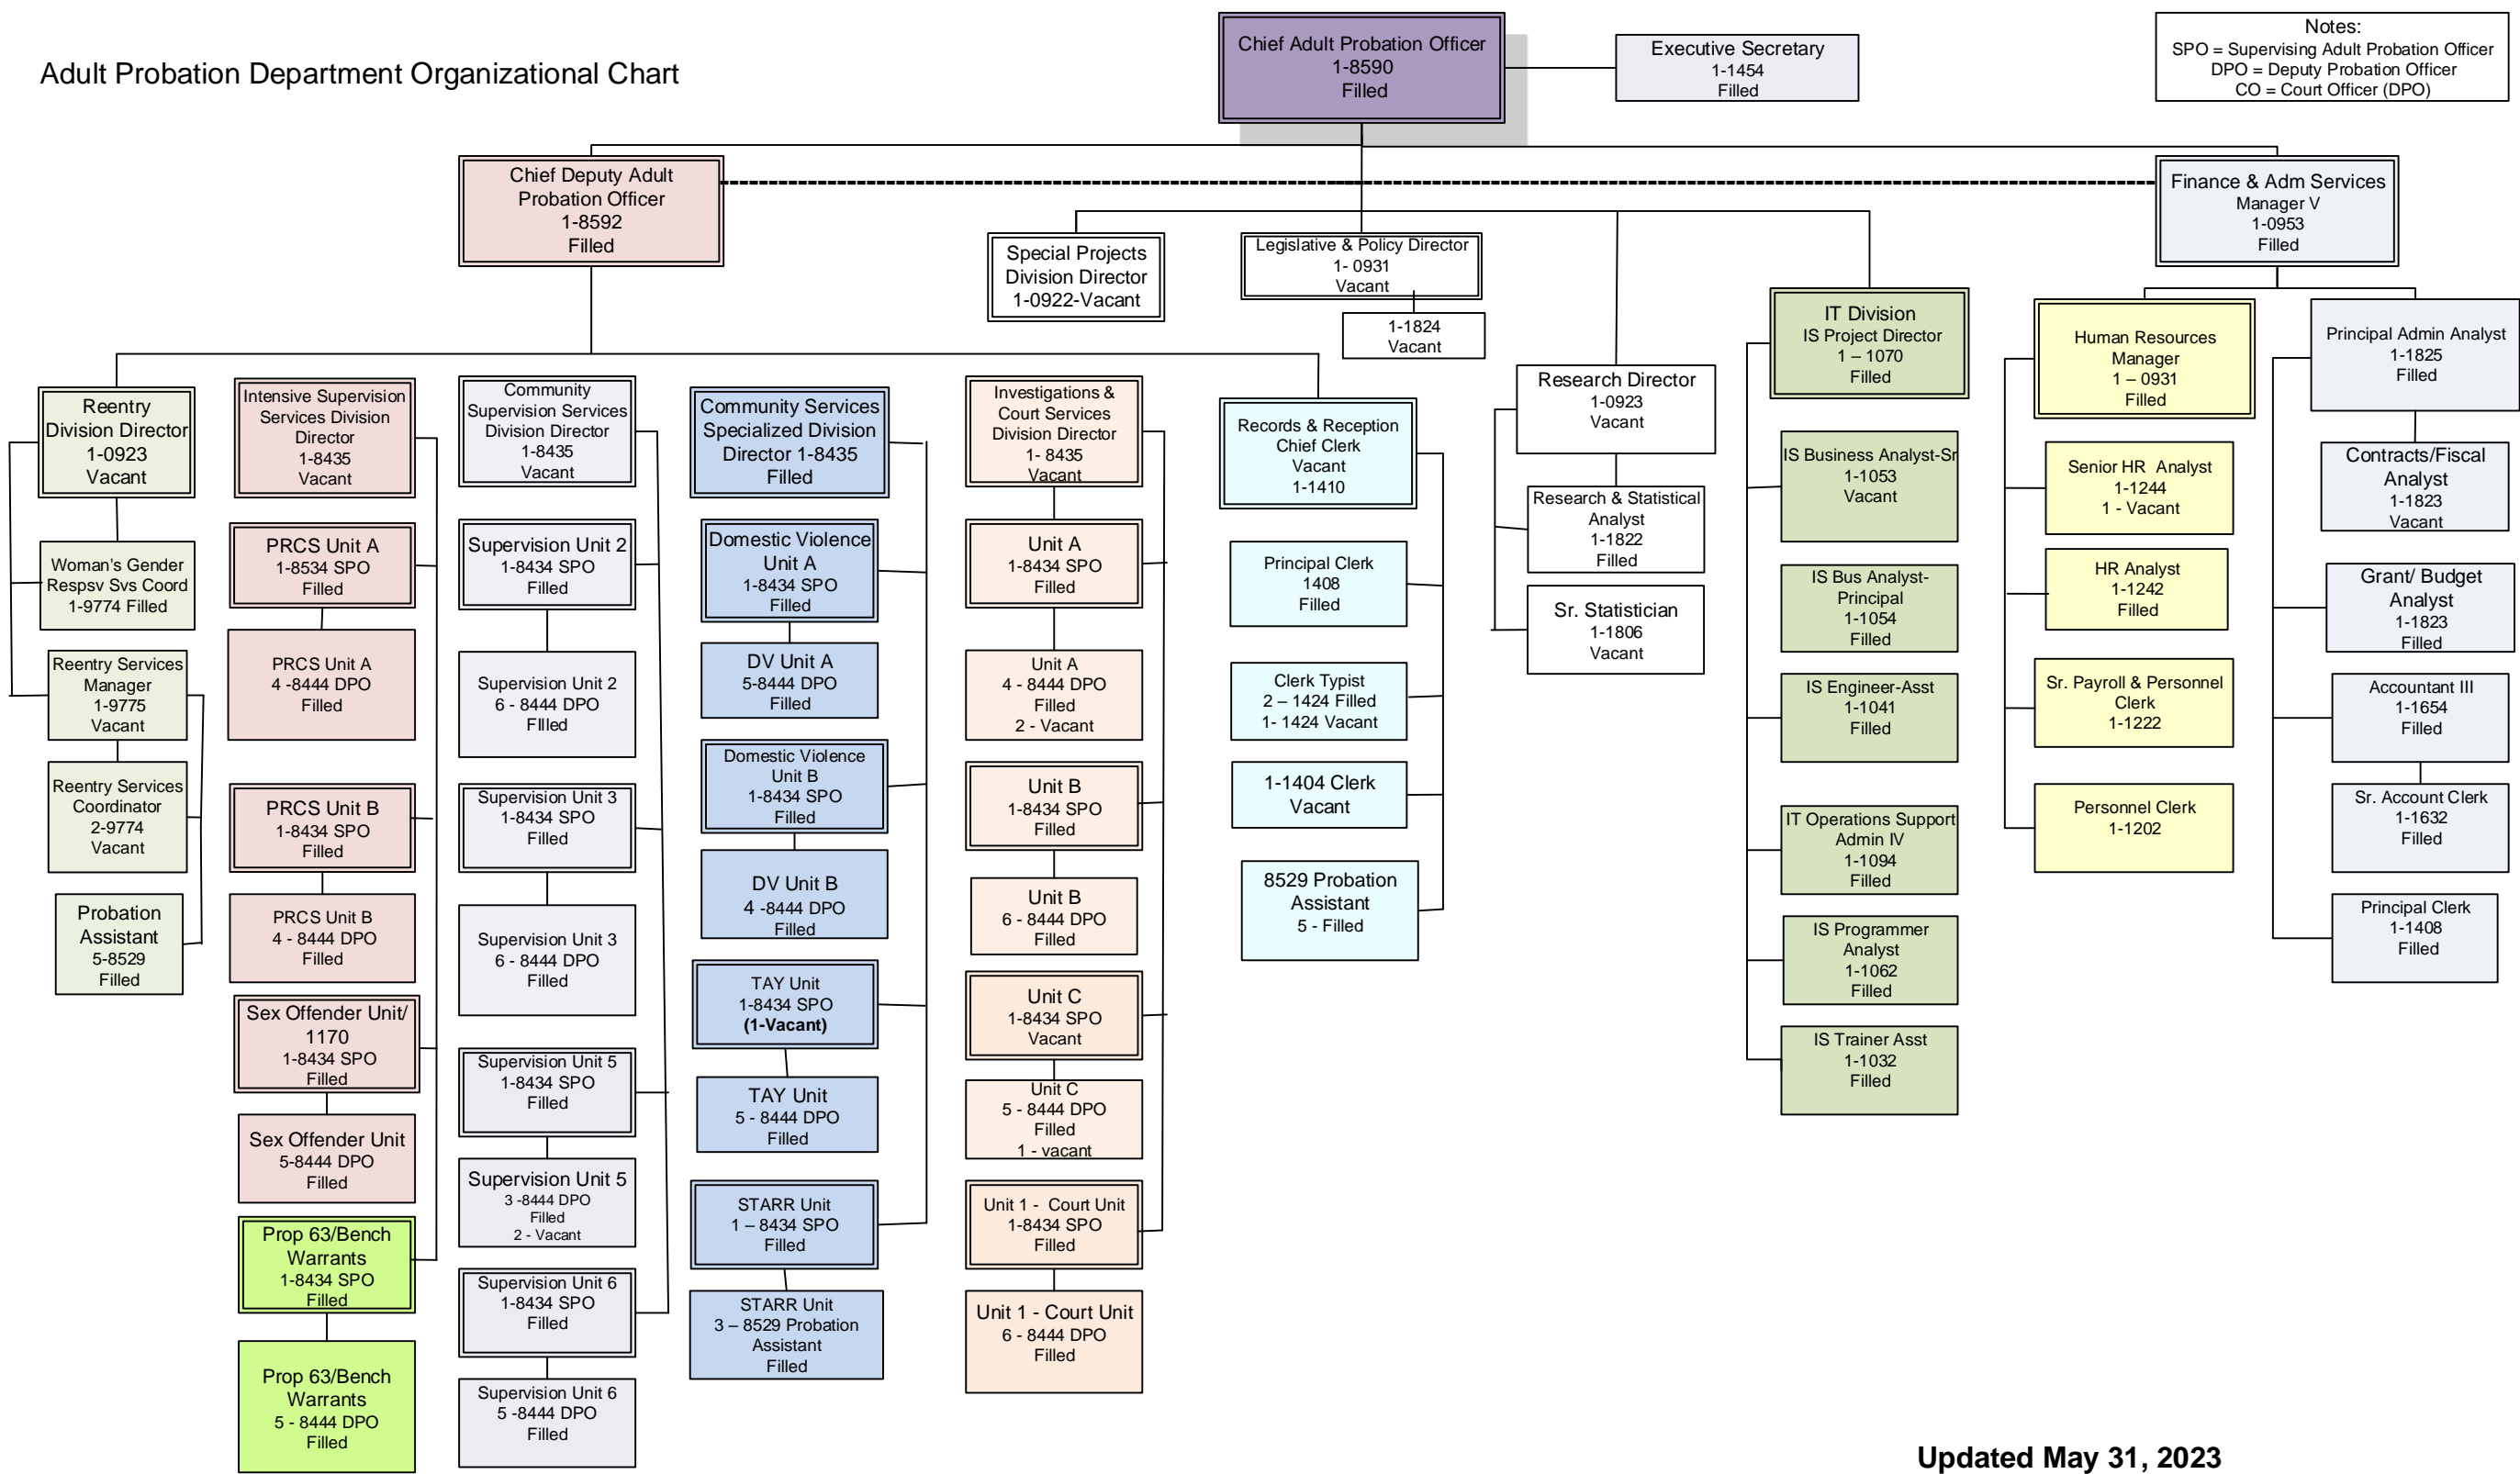 Adult Probation Department Organizational Chart
Chief Adult Probation Officer
1-8590
Filled
Executive Secretary
1-1454
Filled
Notes:
SPO = Supervising Adult Probation Officer
DPO = Deputy Probation Officer
CO = Court Officer (DPO)
Chief Deputy Adult
Probation Officer
1-8592
Filled
Finance & Adm Services
Manager V
1-0953
Filled
Special Projects
Division Director
1-0922-Vacant
Legislative & Policy Director
1- 0931
Vacant
1-1824
Vacant
Reentry
Division Director
1-0923
Vacant
Woman's Gender
Respsv Svs Coord
1-9774 Filled
Reentry Services
Manager
1-9775
Vacant
Reentry Services
Coordinator
2-9774
Vacant
Probation
Assistant
5-8529
Filled
Intensive Supervision
Services Division
Director
1-8435
Vacant
PRCS Unit A
1-8534 SPO
Filled
PRCS Unit A
4 -8444 DPO
Filled
PRCS Unit B
1-8434 SPO
Filled
PRCS Unit B
4 - 8444 DPO
Filled
Sex Offender Unit/
1170
1-8434 SPO
Filled
Sex Offender Unit
5-8444 DPO
Filled
Prop 63/Bench
Warrants
1-8434 SPO
Filled
Prop 63/Bench
Warrants
5 - 8444 DPO
Filled
Community
Supervision Services
Division Director
1-8435
Vacant
Supervision Unit 2
1-8434 SPO
Filled
Supervision Unit 2
6 - 8444 DPO
FIlled
Supervision Unit 3
1-8434 SPO
Filled
Supervision Unit 3
6 - 8444 DPO
Filled
Supervision Unit 5
1-8434 SPO
Filled
Supervision Unit 5
3 -8444 DPO
Filled
2 - Vacant
Supervision Unit 6
1-8434 SPO
Filled
Supervision Unit 6
5 -8444 DPO
Filled
Community Services
Specialized Division
Director 1-8435
Filled
Domestic Violence
Unit A
1-8434 SPO
Filled
DV Unit A
5-8444 DPO
Filled
Domestic Violence
Unit B
1-8434 SPO
Filled
DV Unit B
4 -8444 DPO
Filled
TAY Unit
1-8434 SPO
(1-Vacant)
TAY Unit
5 - 8444 DPO
Filled
STARR Unit
1 – 8434 SPO
Filled
STARR Unit
3 – 8529 Probation
Assistant
Filled
Investigations &
Court Services
Division Director
1- 8435
Vacant
Unit A
1-8434 SPO
Filled
Unit A
4 - 8444 DPO
Filled
2 - Vacant
Unit B
1-8434 SPO
Filled
Unit B
6 - 8444 DPO
Filled
Unit C
1-8434 SPO
Vacant
Unit C
5 - 8444 DPO
Filled
1 - vacant
Unit 1 -  Court Unit
1-8434 SPO
Filled
Unit 1 - Court Unit
6 - 8444 DPO
Filled
Records & Reception
Chief Clerk
Vacant
1-1410
Principal Clerk
1408
Filled
Clerk Typist
2 – 1424 Filled
1- 1424 Vacant
1-1404 Clerk
Vacant
8529 Probation
Assistant
5 - Filled
Research Director
1-0923
Vacant
Research & Statistical
Analyst
1-1822
Filled
Sr. Statistician
1-1806
Vacant
IT Division
IS Project Director
1 – 1070
Filled
IS Business Analyst-Sr
1-1053
Vacant
IS Bus Analyst-
Principal
1-1054
Filled
IS Engineer-Asst
1-1041
Filled
IT Operations Support
Admin IV
1-1094
Filled
IS Programmer
Analyst
1-1062
Filled
IS Trainer Asst
1-1032
Filled
Human Resources
Manager
1 – 0931
Filled
Senior HR  Analyst
1-1244
1 - Vacant
HR Analyst
1-1242
Filled
Sr. Payroll & Personnel
Clerk
1-1222
Personnel Clerk
1-1202
Principal Admin Analyst
1-1825
Filled
Contracts/Fiscal
Analyst
1-1823
Vacant
Grant/ Budget
Analyst
1-1823
Filled
Accountant III
1-1654
Filled
Sr. Account Clerk
1-1632
Filled
Principal Clerk
1-1408
Filled
Updated May 31, 2023